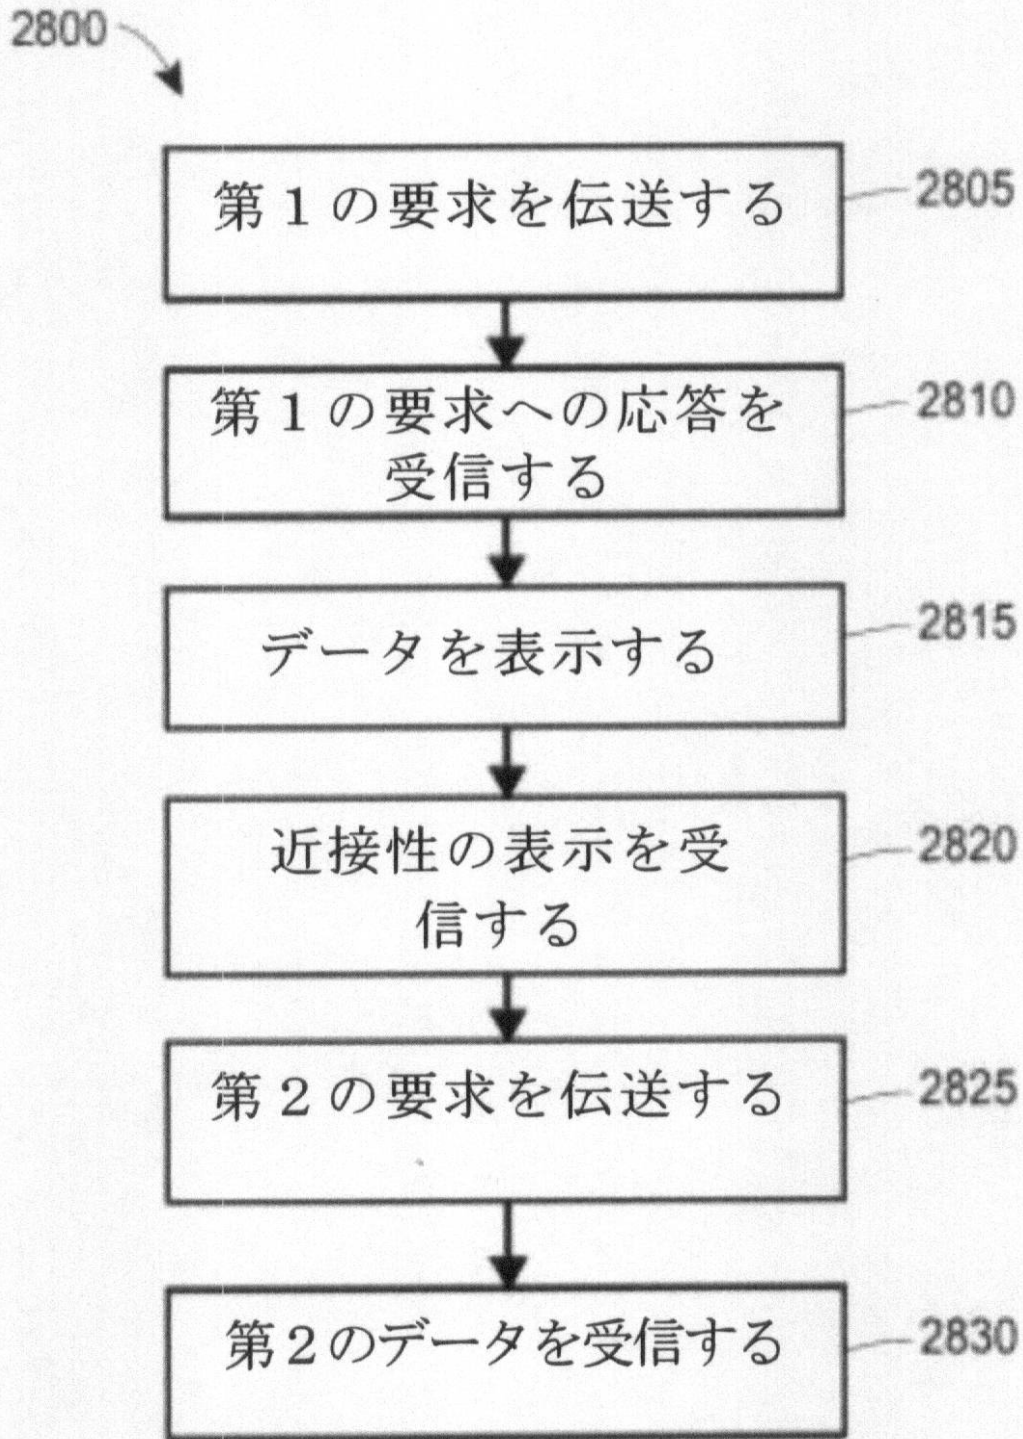 2800
第1の要求を伝送する
2805
第1の要求への応答を
受信する
2810
データを表示する
2815
近接性の表示を受
信する
2820
第2の要求を伝送する
2825
第2のデータを受信する
2830